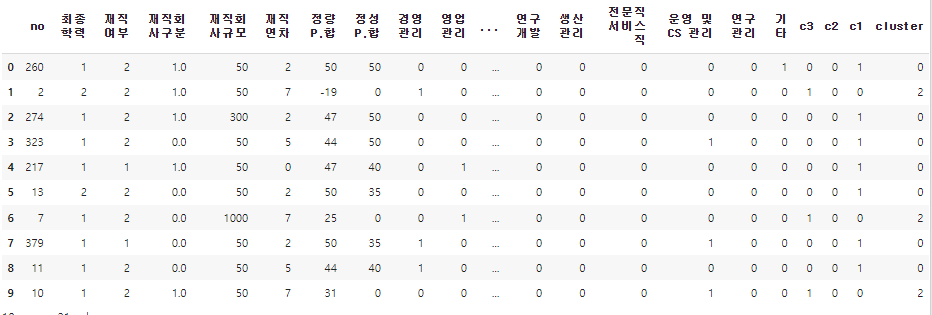 no 최종 학력 재직 여부 재직회 사구분 재직회 사규모 재직 연차 정량 P.합 정성 P.합 경영 관리 영업 관리 ... 연구 개발 생산 관리 전문직 서비스 직 운영 및 CS 관리 연구 관리 기 타 c3 c2 c1 cluster
0 260 1 2 1.0 50 2 50 50 0 0 ... 0 0 0 0 0 1 0 0 1 0
1 2 2 2 1.0 50 7 -19 0 1 0 ... 0 0 0 0 0 0 1 0 0 2
2 274 1 2 1.0 300 2 47 50 0 0 ... 0 0 0 0 0 0 0 0 1 0
3 323 1 2 0.0 50 5 44 50 0 0 ... 0 0 0 1 0 0 0 0 1 0
4 217 1 1 1.0 50 0 47 40 0 1 ... 0 0 0 0 0 0 0 0 1 0
5 13 2 2 0.0 50 2 50 35 0 0 ... 0 0 0 0 0 0 0 0 1 0
6 7 1 2 0.0 1000 7 25 0 0 1 ... 0 0 0 0 0 0 1 0 0 2
7 379 1 1 0.0 50 2 50 35 1 0 ... 0 0 0 1 0 0 0 0 1 0
8 11 1 2 0.0 50 5 44 40 1 0 ... 0 0 0 0 0 0 0 0 1 0
9 10 1 2 1.0 50 7 31 0 0 0 ... 0 0 0 1 0 0 1 0 0 2